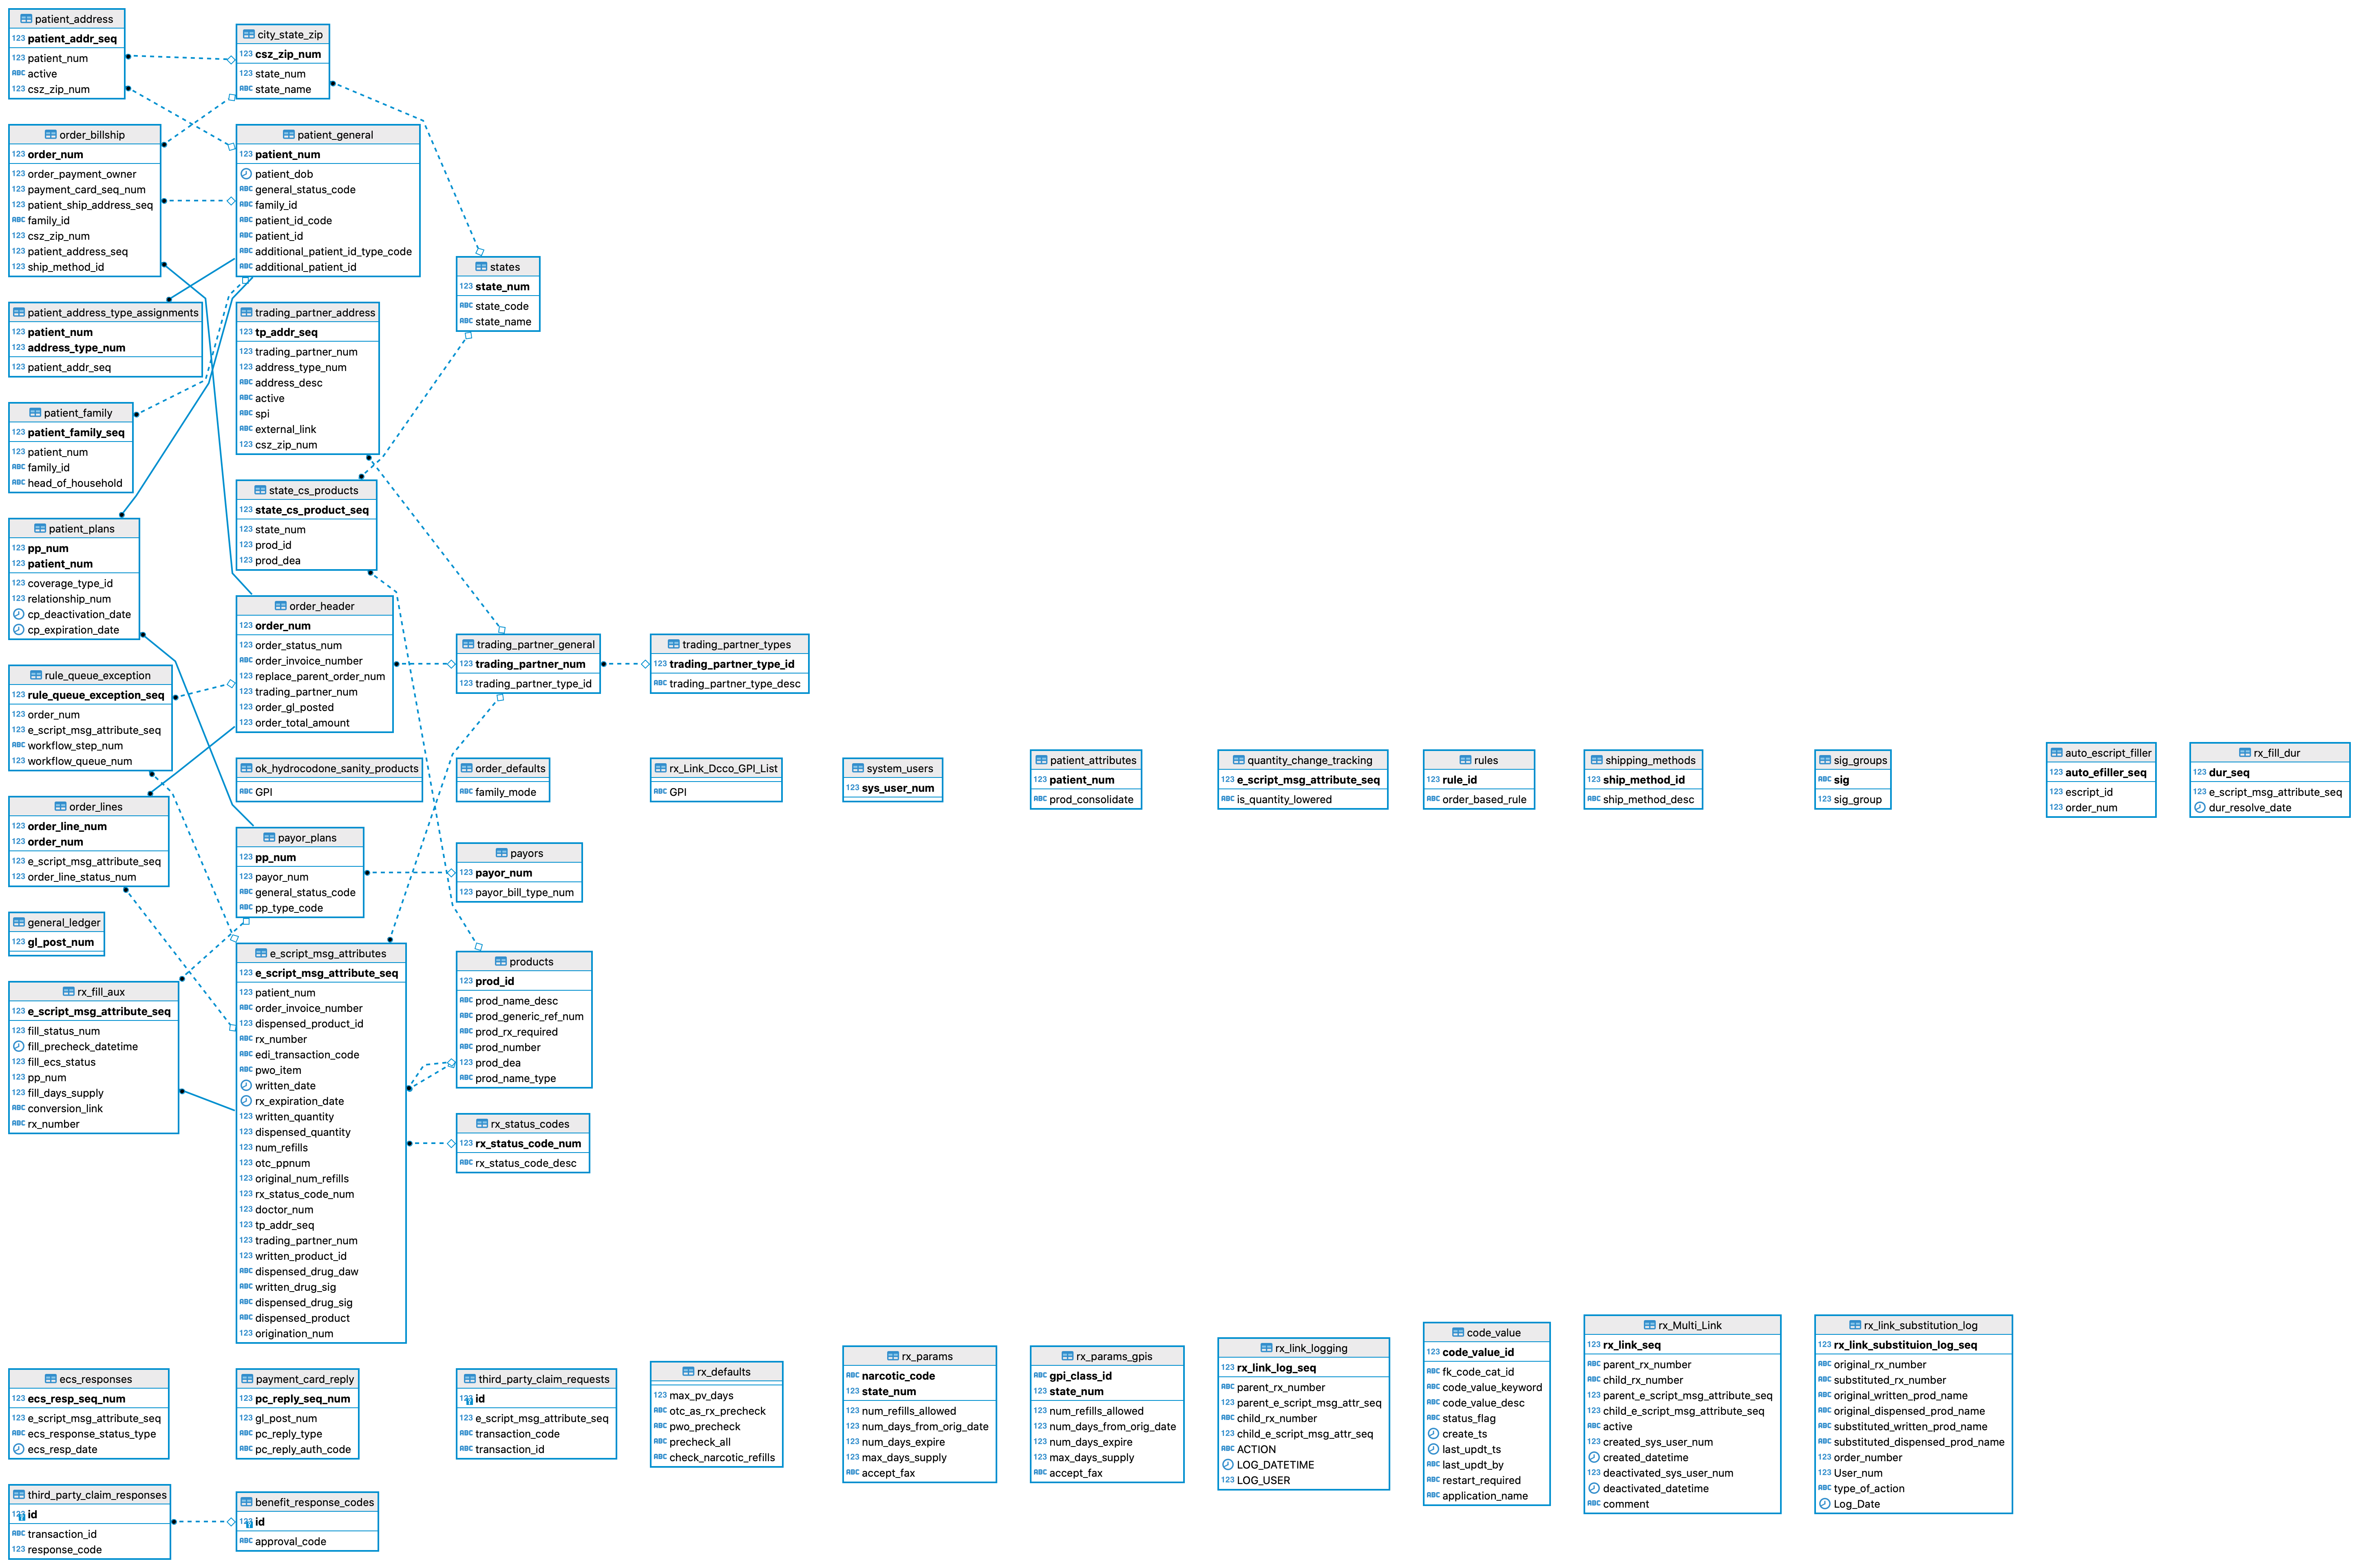 patient_address
123 patient_addr_seq
123 patient_num
ABC active
123 csz_zip_num
city_state_zip
123 csz_zip_num
123 state_num
ABC state_name
order_billship
123 order_num
123 order_payment_owner
123 payment_card_seq_num
123 patient_ship_address_seq
ABC family_id
123 csz_zip_num
123 patient_address_seq
123 ship_method_id
patient_general
123 patient_num
patient_dob
ABC general_status_code
ABC family_id
ABC patient_id_code
ABC patient_id
ABC additional_patient_id_type_code
ABC additional_patient_id
states
123 state_num
ABC state_code
ABC state_name
patient_address_type_assignments
123 patient_num
123 address_type_num
123 patient_addr_seq
trading_partner_address
123 tp_addr_seq
123 trading_partner_num
123 address_type_num
ABC address_desc
ABC active
ABC spi
ABC external_link
123 csz_zip_num
patient_family
123 patient_family_seq
123 patient_num
ABC family_id
ABC head_of_household
state_cs_products
123 state_cs_product_seq
123 state_num
123 prod_id
123 prod_dea
patient_plans
123 pp_num
123 patient_num
123 coverage_type_id
123 relationship_num
cp_deactivation_date
cp_expiration_date
order_header
123 order_num
123 order_status_num
ABC order_invoice_number
123 replace_parent_order_num
123 trading_partner_num
123 order_gl_posted
123 order_total_amount
trading_partner_general
123 trading_partner_num
123 trading_partner_type_id
trading_partner_types
123 trading_partner_type_id
ABC trading_partner_type_desc
rule_queue_exception
123 rule_queue_exception_seq
123 order_num
123 e_script_msg_attribute_seq
ABC workflow_step_num
123 workflow_queue_num
ok_hydrocodone_sanity_products
ABC GPI
order_defaults
ABC family_mode
rx_Link_Dcco_GPI_List
ABC GPI
system_users
123 sys_user_num
patient_attributes
123 patient_num
ABC prod_consolidate
quantity_change_tracking
123 e_script_msg_attribute_seq
ABC is_quantity_lowered
rules
123 rule_id
ABC order_based_rule
shipping_methods
123 ship_method_id
ABC ship_method_desc
sig_groups
ABC sig
123 sig_group
auto_escript_filler
123 auto_efiller_seq
123 escript_id
123 order_num
rx_fill_dur
123 dur_seq
123 e_script_msg_attribute_seq
dur_resolve_date
order_lines
123 order_line_num
123 order_num
123 e_script_msg_attribute_seq
123 order_line_status_num
payor_plans
123 pp_num
123 payor_num
ABC general_status_code
ABC pp_type_code
payors
123 payor_num
123 payor_bill_type_num
general_ledger
123 gl_post_num
rx_fill_aux
123 e_script_msg_attribute_seq
123 fill_status_num
fill_precheck_datetime
123 fill_ecs_status
123 pp_num
123 fill_days_supply
ABC conversion_link
ABC rx_number
e_script_msg_attributes
123 e_script_msg_attribute_seq
123 patient_num
ABC order_invoice_number
123 dispensed_product_id
ABC rx_number
ABC edi_transaction_code
ABC pwo_item
written_date
rx_expiration_date
123 written_quantity
123 dispensed_quantity
123 num_refills
123 otc_ppnum
123 original_num_refills
123 rx_status_code_num
123 doctor_num
123 tp_addr_seq
123 trading_partner_num
123 written_product_id
ABC dispensed_drug_daw
ABC written_drug_sig
ABC dispensed_drug_sig
ABC dispensed_product
123 origination_num
products
123 prod_id
ABC prod_name_desc
ABC prod_generic_ref_num
ABC prod_rx_required
ABC prod_number
123 prod_dea
ABC prod_name_type
rx_status_codes
123 rx_status_code_num
ABC rx_status_code_desc
ecs_responses
123 ecs_resp_seq_num
123 e_script_msg_attribute_seq
ABC ecs_response_status_type
ecs_resp_date
payment_card_reply
123 pc_reply_seq_num
123 gl_post_num
ABC pc_reply_type
ABC pc_reply_auth_code
third_party_claim_requests
123 id
123 e_script_msg_attribute_seq
ABC transaction_code
ABC transaction_id
rx_defaults
123 max_pv_days
ABC otc_as_rx_precheck
ABC pwo_precheck
ABC precheck_all
ABC check_narcotic_refills
rx_params
ABC narcotic_code
123 state_num
123 num_refills_allowed
123 num_days_from_orig_date
123 num_days_expire
123 max_days_supply
ABC accept_fax
rx_params_gpis
ABC gpi_class_id
123 state_num
123 num_refills_allowed
123 num_days_from_orig_date
123 num_days_expire
123 max_days_supply
ABC accept_fax
rx_link_logging
123 rx_link_log_seq
ABC parent_rx_number
123 parent_e_script_msg_attr_seq
ABC child_rx_number
123 child_e_script_msg_attr_seq
ABC ACTION
LOG_DATETIME
123 LOG_USER
code_value
123 code_value_id
ABC fk_code_cat_id
ABC code_value_keyword
ABC code_value_desc
ABC status_flag
create_ts
last_updt_ts
ABC last_updt_by
ABC restart_required
ABC application_name
rx_Multi_Link
123 rx_link_seq
ABC parent_rx_number
ABC child_rx_number
123 parent_e_script_msg_attribute_seq
123 child_e_script_msg_attribute_seq
ABC active
123 created_sys_user_num
created_datetime
123 deactivated_sys_user_num
deactivated_datetime
ABC comment
rx_link_substitution_log
123 rx_link_substituion_log_seq
ABC original_rx_number
ABC substituted_rx_number
ABC original_written_prod_name
ABC original_dispensed_prod_name
ABC substituted_written_prod_name
ABC substituted_dispensed_prod_name
123 order_number
123 User_num
ABC type_of_action
Log_Date
third_party_claim_responses
123 id
ABC transaction_id
123 response_code
benefit_response_codes
123 id
ABC approval_code